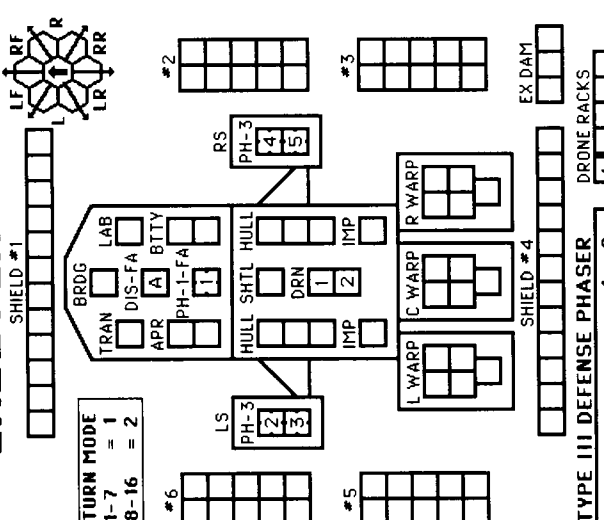 RF R RR
LF L LR
SHIELD #1
#2
#3
EX DAM
DRONE RACKS
RS
PH-3
4
5
BRDG
TRAN LAB
DIS-FA
A
APR BTTY
PH-1-FA
1
HULL SHTL HULL
DRN
1
2
IMP IMP
L WARP C WARP R WARP
SHIELD #4
LS
PH-3
2
3
TURN MODE
1-7 = 1
8-16 = 2
#6
#5
TYPE III DEFENSE PHASER